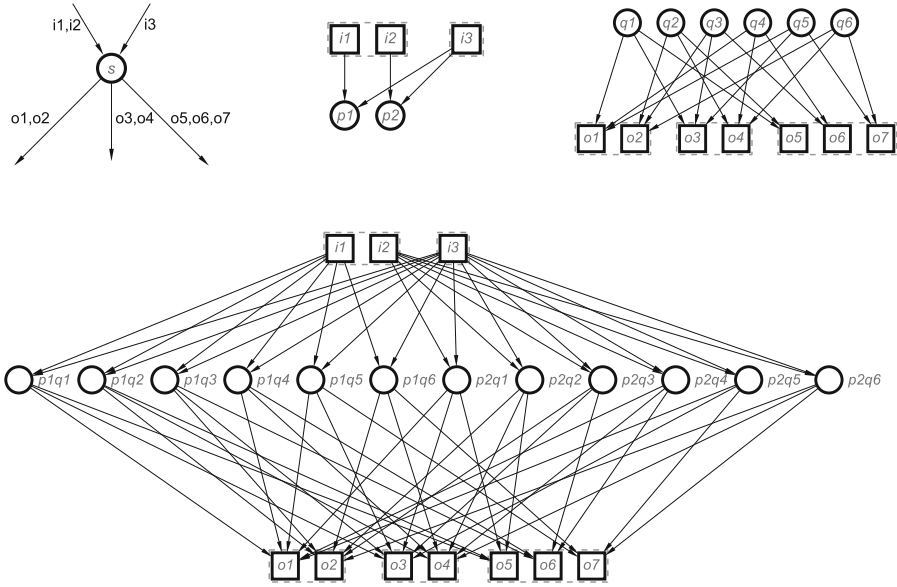 i1,i2 i3
s
o1,o2 o3,o4 o5,o6,o7
i1 i2 i3
p1 p2
q1 q2 q3 q4 q5 q6
o1 o2 o3 o4 o5 o6 o7
i1 i2 i3
p1q1 p1q2 p1q3 p1q4 p1q5 p1q6 p2q1 p2q2 p2q3 p2q4 p2q5 p2q6
o1 o2 o3 o4 o5 o6 o7